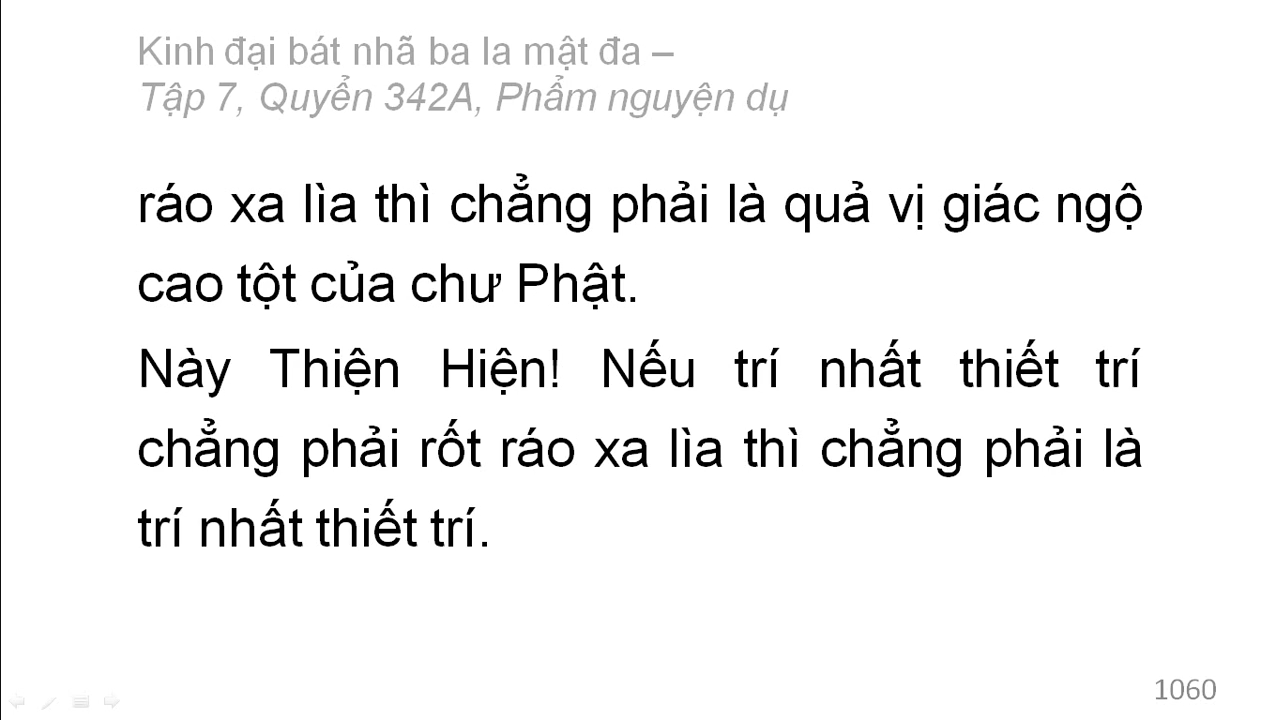 Kinh đại bát nhã ba la mật đa –
Tập 7, Quyển 342A, Phẩm nguyện dụ
ráo xa lìa thì chẳng phải là quả vị giác ngộ
cao tột của chư Phật.
Này Thiện Hiện! Nếu trí nhất thiết trí
chẳng phải rốt ráo xa lìa thì chẳng phải là
trí nhất thiết trí.
1060